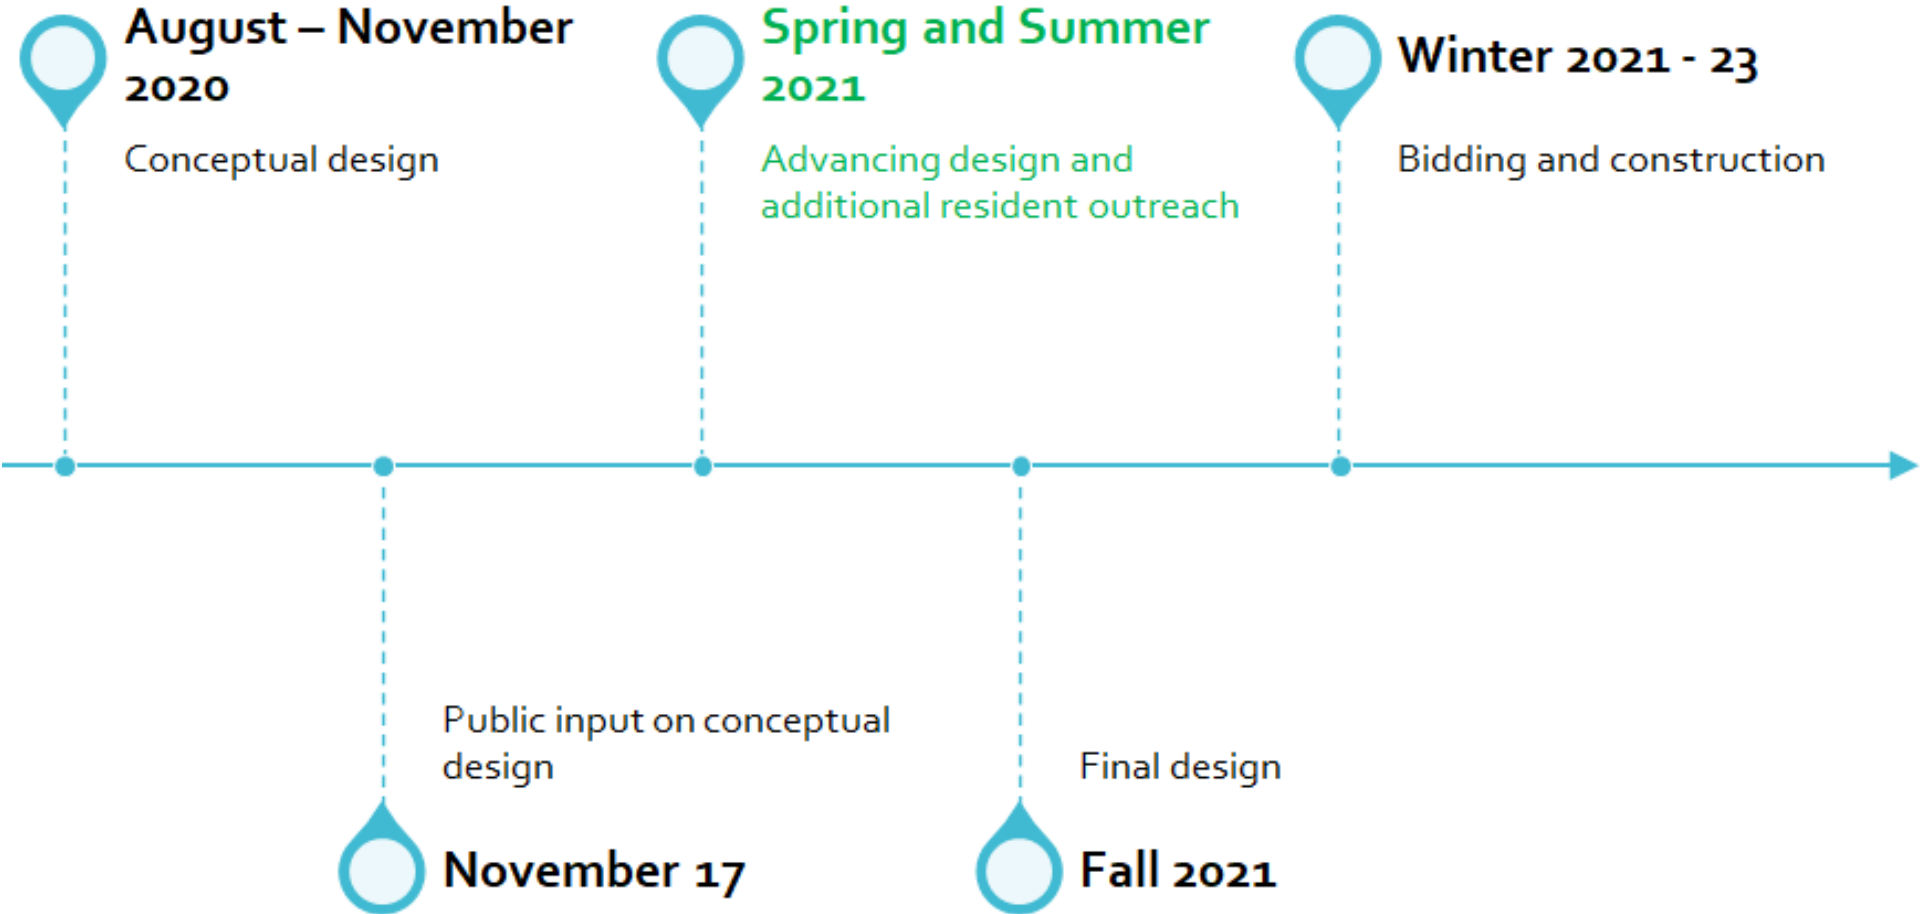 August – November
2020
Conceptual design
Spring and Summer
2021
Advancing design and
additional resident outreach
Winter 2021 - 23
Bidding and construction
Public input on conceptual
design
November 17
Final design
Fall 2021